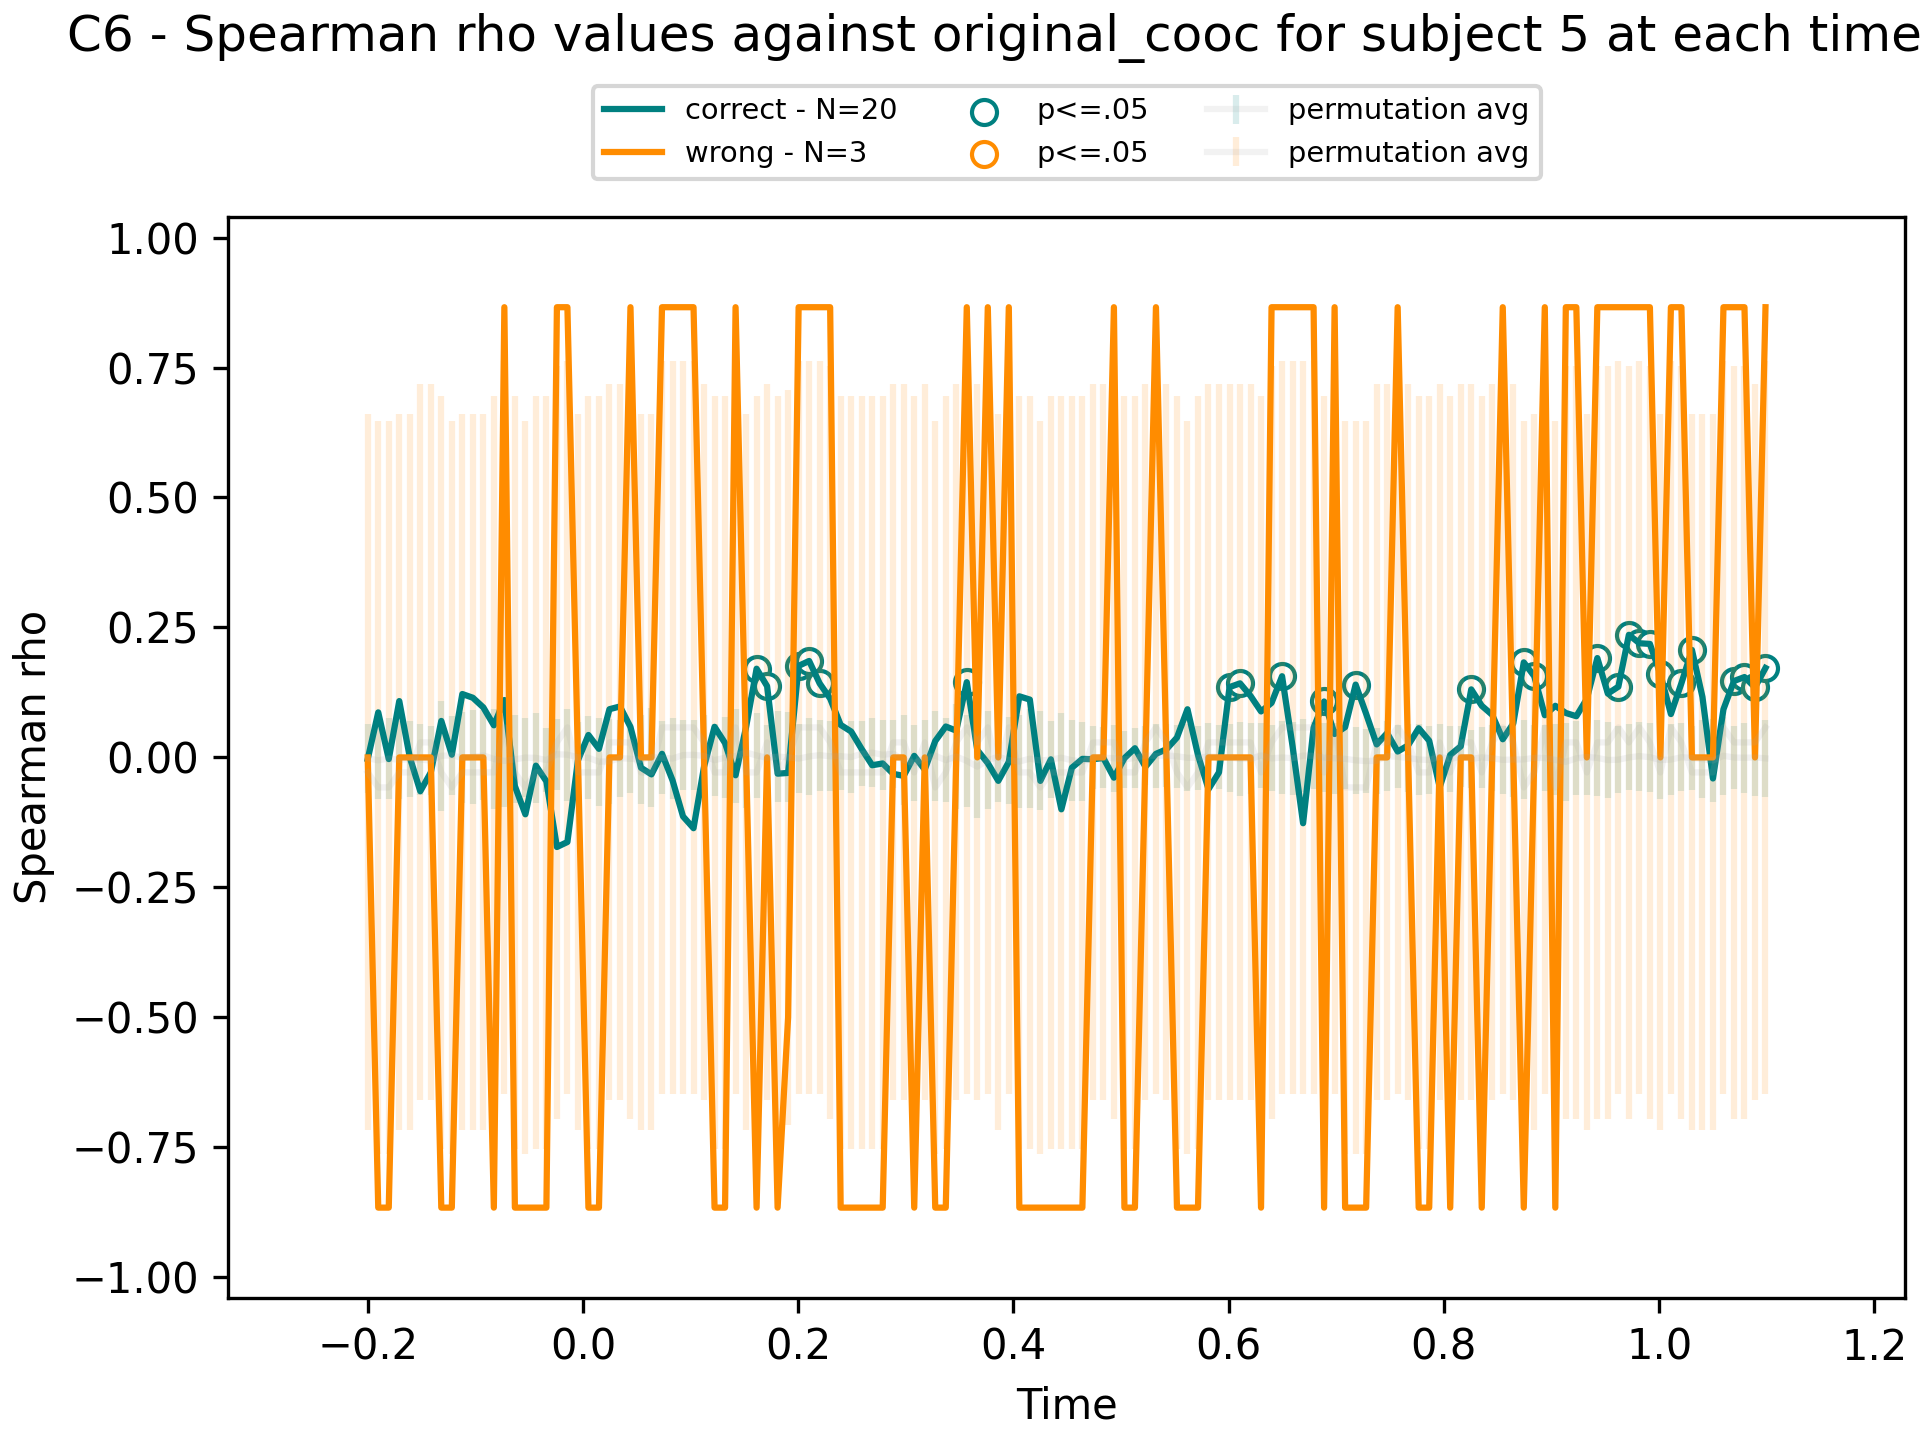 C6 - Spearman rho values against original_cooc for subject 5 at each time
correct - N=20
wrong - N=3
p<=.05
p<=.05
permutation avg
permutation avg
Spearman rho
1.00
0.75
0.50
0.25
0.00
−0.25
−0.50
−0.75
−1.00
−0.2 0.0 0.2 0.4 0.6 0.8 1.0 1.2
Time